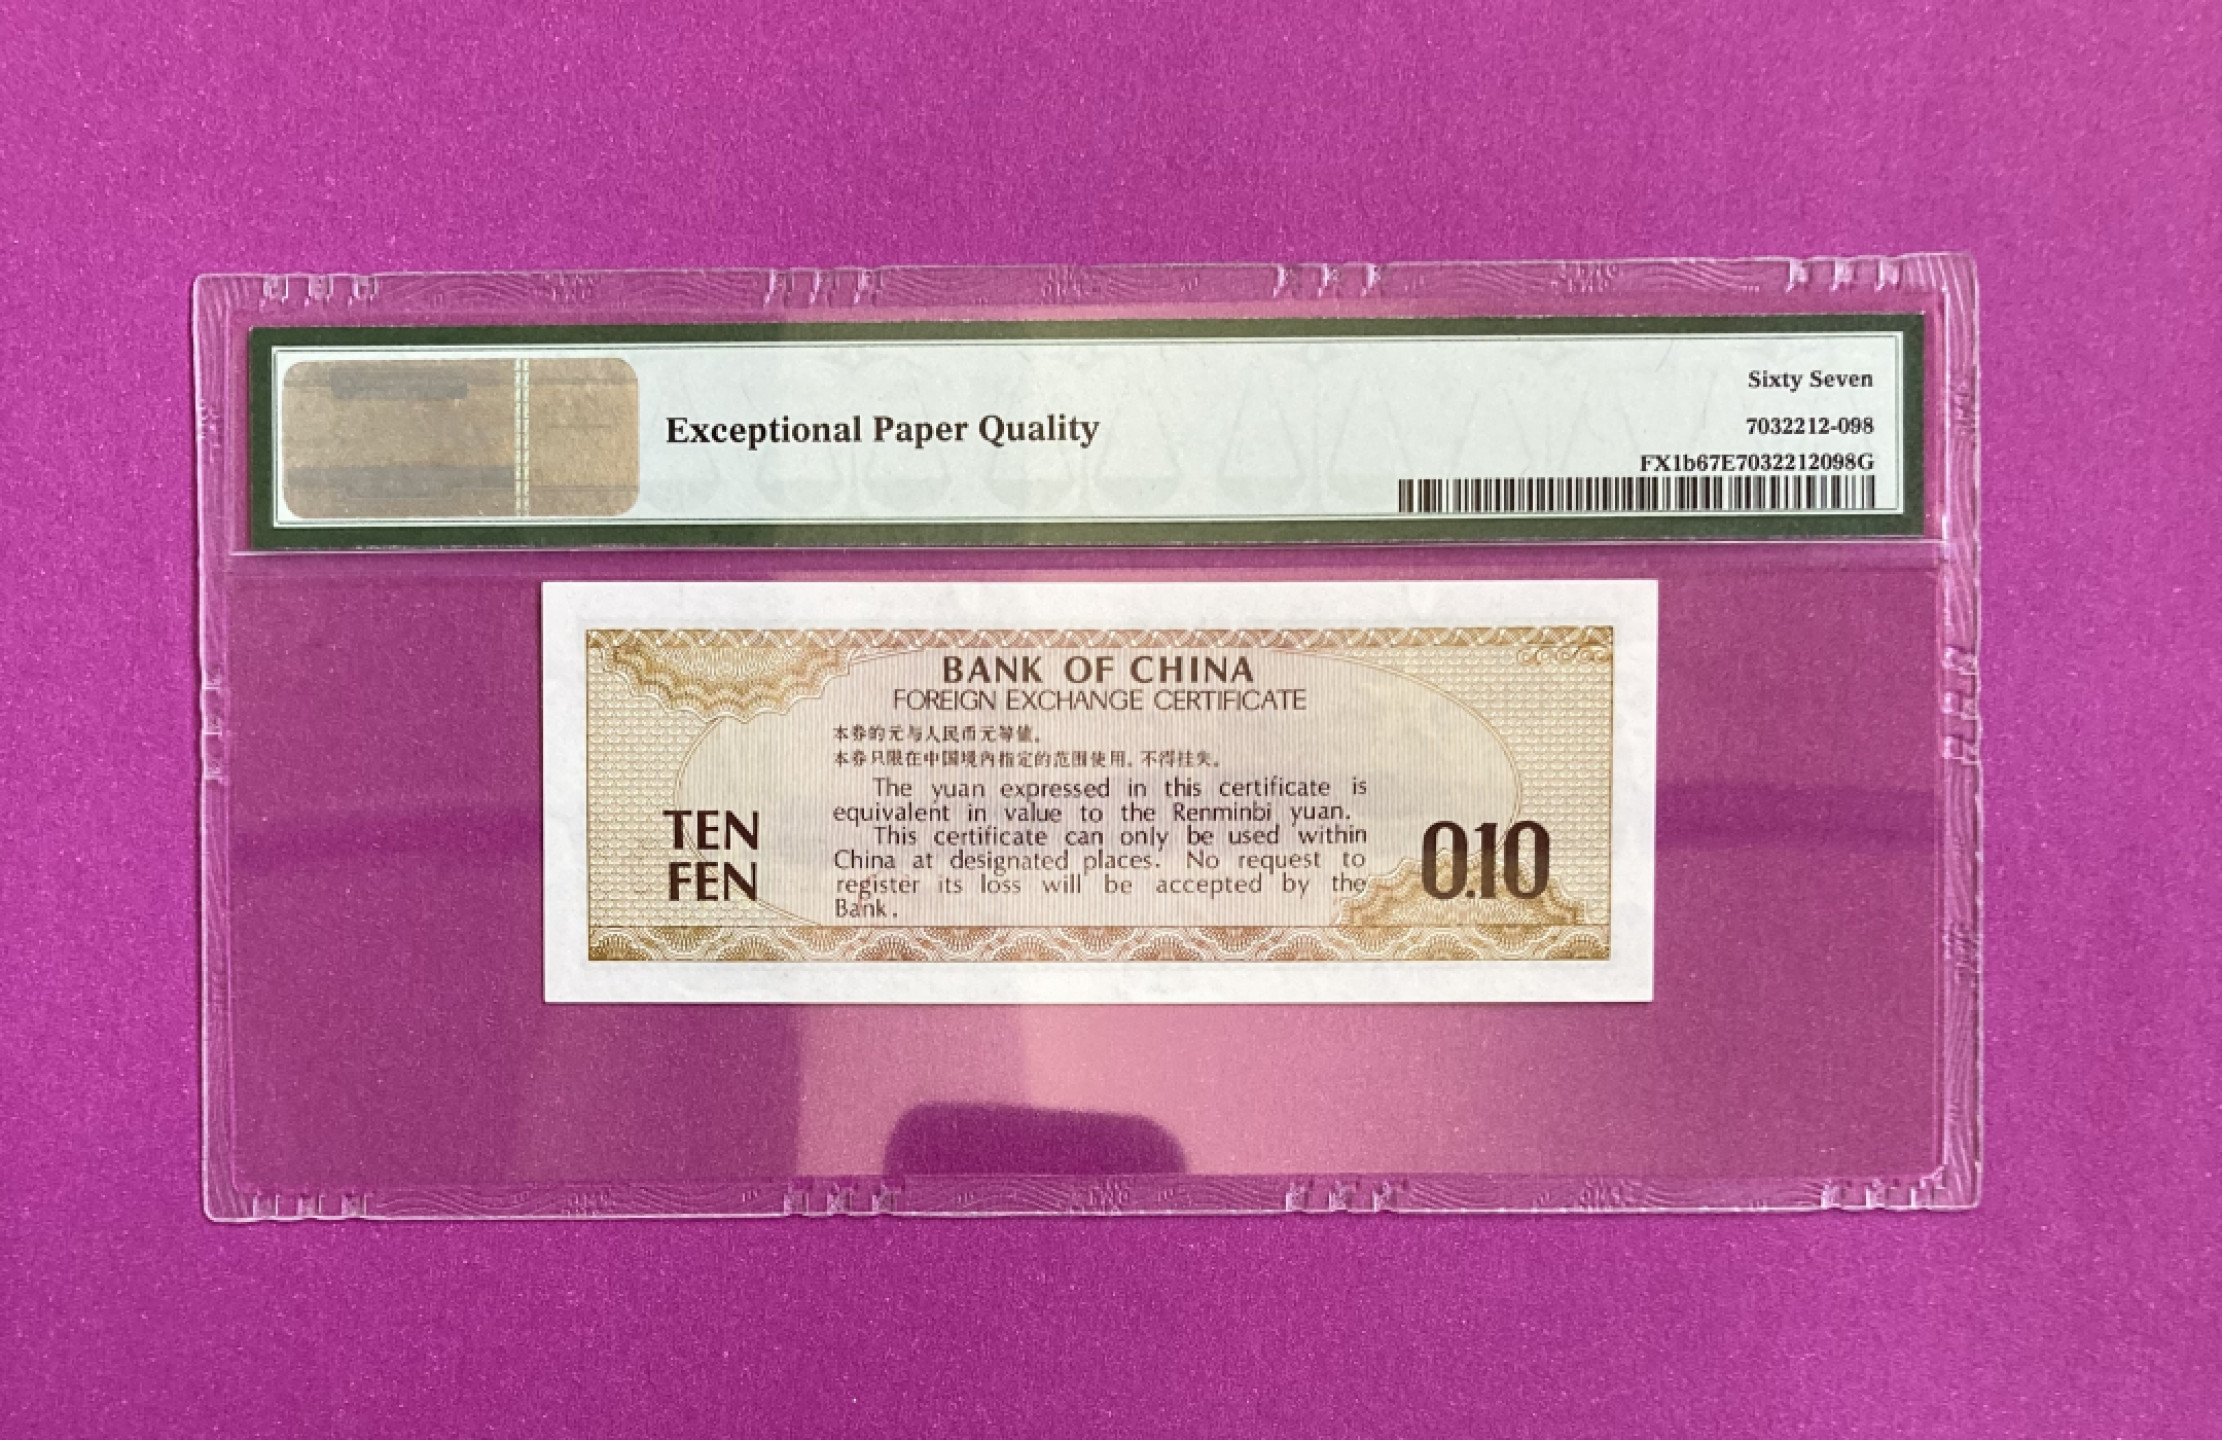 Sixty Seven
Exceptional Paper Quality
7032212-098
FX1b67E7032212098G
BANK OF CHINA
FOREIGN EXCHANGE CERTIFICATE
本券的元与人民币元等值。
本券只限在中国境内指定的范围使用，不得挂失。
The yuan expressed in this certificate is
equivalent in value to the Renminbi yuan.
This certificate can only be used within
China at designated places. No request to
register its loss will be accepted by the
Bank.
TEN
FEN
0.10